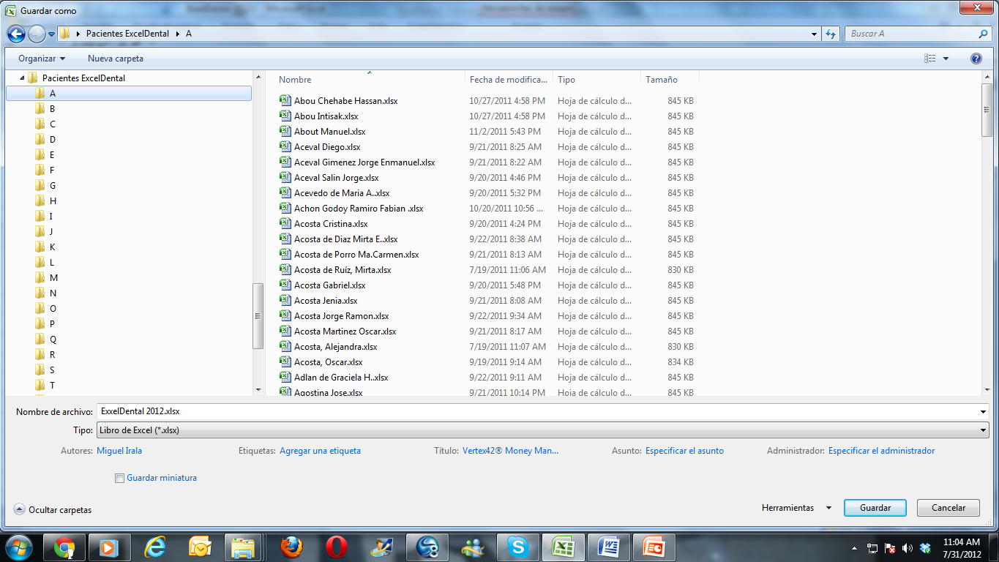 Guardar como
Pacientes ExcelDental
A
Buscar A
Organizar
Nueva carpeta
Pacientes ExcelDental
A
B
C
D
E
F
G
H
I
J
K
L
M
N
O
P
Q
R
S
T
Nombre Fecha de modifica... Tipo Tamaño
Abou Chehabe Hassan.xlsx 10/27/2011 4:58 PM Hoja de cálculo d... 845 KB
Abou Intisak.xlsx 10/27/2011 4:58 PM Hoja de cálculo d... 845 KB
About Manuel.xlsx 11/2/2011 5:43 PM Hoja de cálculo d... 845 KB
Aceval Diego.xlsx 9/21/2011 8:25 AM Hoja de cálculo d... 845 KB
Aceval Gimenez Jorge Enmanuel.xlsx 9/21/2011 8:22 AM Hoja de cálculo d... 845 KB
Aceval Salin Jorge.xlsx 9/20/2011 4:46 PM Hoja de cálculo d... 845 KB
Acevedo de Maria A..xlsx 9/20/2011 5:32 PM Hoja de cálculo d... 845 KB
Achon Godoy Ramiro Fabian .xlsx 10/20/2011 10:56 ... Hoja de cálculo d... 845 KB
Acosta Cristina.xlsx 9/20/2011 4:24 PM Hoja de cálculo d... 845 KB
Acosta de Diaz Mirta E..xlsx 9/22/2011 8:38 AM Hoja de cálculo d... 845 KB
Acosta de Porro Ma.Carmen.xlsx 9/21/2011 8:13 AM Hoja de cálculo d... 845 KB
Acosta de Ruíz, Mirta.xlsx 7/19/2011 11:06 AM Hoja de cálculo d... 830 KB
Acosta Gabriel.xlsx 9/20/2011 5:48 PM Hoja de cálculo d... 845 KB
Acosta Jenia.xlsx 9/21/2011 8:08 AM Hoja de cálculo d... 845 KB
Acosta Jorge Ramon.xlsx 9/22/2011 9:34 AM Hoja de cálculo d... 845 KB
Acosta Martinez Oscar.xlsx 9/21/2011 8:17 AM Hoja de cálculo d... 845 KB
Acosta, Alejandra.xlsx 7/19/2011 11:07 AM Hoja de cálculo d... 830 KB
Acosta, Oscar.xlsx 9/19/2011 9:14 AM Hoja de cálculo d... 834 KB
Adlan de Graciela H..xlsx 9/22/2011 9:11 AM Hoja de cálculo d... 845 KB
Agostina Jose.xlsx 9/21/2011 10:14 PM Hoja de cálculo d... 845 KB
Nombre de archivo: ExxelDental 2012.xlsx
Tipo: Libro de Excel (*.xlsx)
Autores: Miguel Irala Etiquetas: Agregar una etiqueta Título: Vertex42® Money Man... Asunto: Especificar el asunto Administrador: Especificar el administrador
Guardar miniatura
Ocultar carpetas Herramientas Guardar Cancelar
11:04 AM
7/31/2012